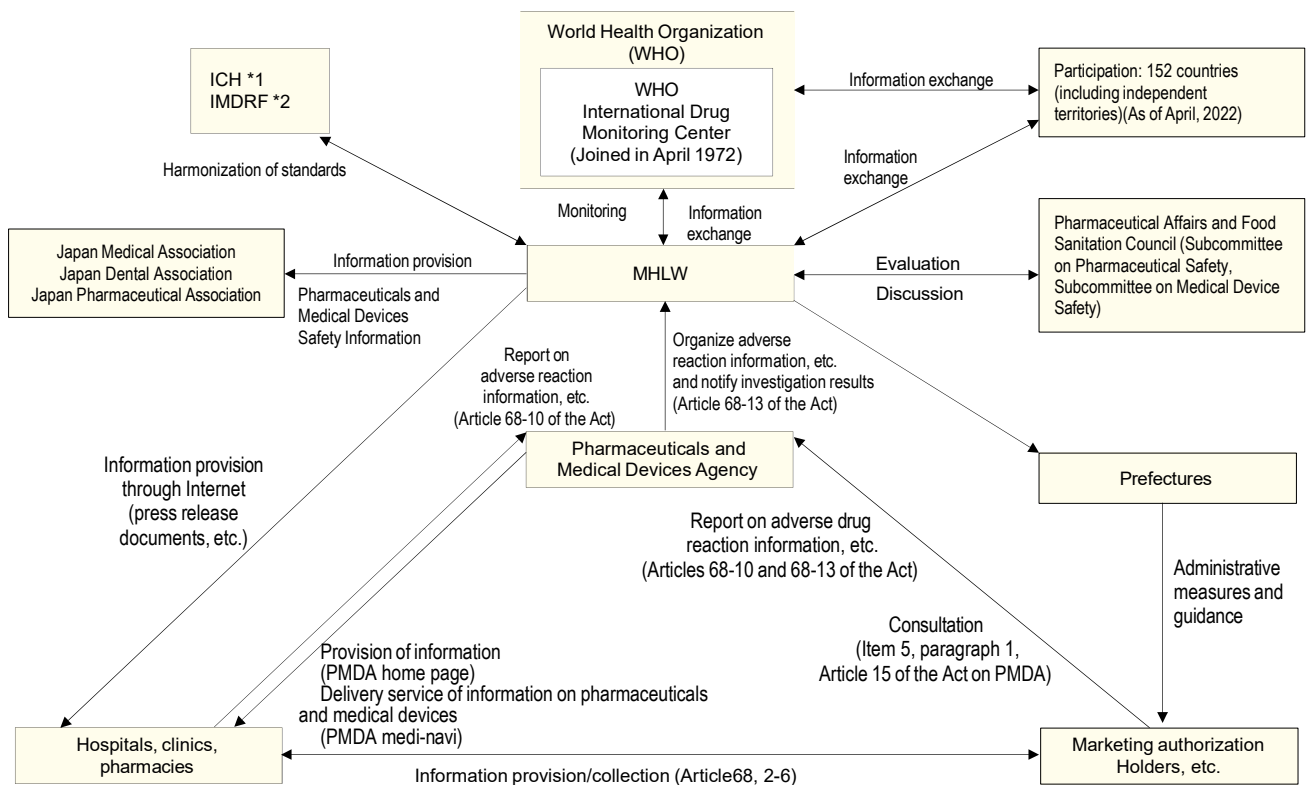 World Health Organization
(WHO)
WHO
International Drug
Monitoring Center
(Joined in April 1972)
ICH *1
IMDRF *2
Information exchange
Participation: 152 countries
(including independent
territories)(As of April, 2022)
Harmonization of standards
Information
exchange
Monitoring
Information
exchange
Japan Medical Association
Japan Dental Association
Japan Pharmaceutical Association
Information provision
Pharmaceuticals and
Medical Devices
Safety Information
MHLW
Evaluation
Discussion
Pharmaceutical Affairs and Food
Sanitation Council (Subcommittee
on Pharmaceutical Safety,
Subcommittee on Medical Device
Safety)
Report on
adverse reaction
information, etc.
(Article 68-10 of the Act)
Organize adverse
reaction information, etc.
and notify investigation results
(Article 68-13 of the Act)
Pharmaceuticals and
Medical Devices Agency
Information provision
through Internet
(press release
documents, etc.)
Prefectures
Report on adverse drug
reaction information, etc.
(Articles 68-10 and 68-13 of the Act)
Administrative
measures and
guidance
Consultation
(Item 5, paragraph 1,
Article 15 of the Act on PMDA)
Provision of information
(PMDA home page)
Delivery service of information on pharmaceuticals
and medical devices
(PMDA medi-navi)
Hospitals, clinics,
pharmacies
Marketing authorization
Holders, etc.
Information provision/collection (Article68, 2-6)